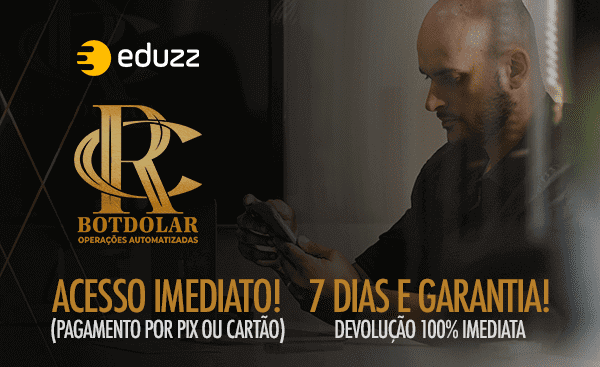 eduzz
RC
BOTDOLAR
OPERAÇÕES AUTOMATIZADAS
ACESSO IMEDIATO!
(PAGAMENTO POR PIX OU CARTÃO)
7 DIAS E GARANTIA!
DEVOLUÇÃO 100% IMEDIATA